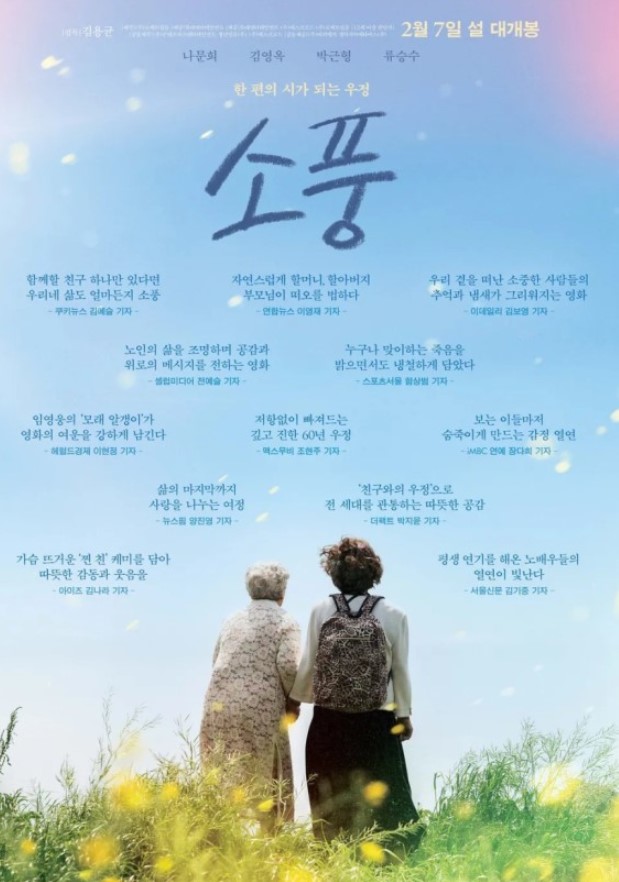 [감독] 김용균
2월 7일 설 대개봉
나문희 김영옥 박근형 류승수
한 편의 시가 되는 우정
소풍
함께할 친구 하나만 있다면
우리네 삶도 얼마든지 소풍
- 쿠키뉴스 김예슬 기자 -
자연스럽게 할머니, 할아버지
부모님이 떠오를 법하다
- 연합뉴스 이영재 기자 -
우리 곁을 떠난 소중한 사람들의
추억과 냄새가 그리워지는 영화
- 이데일리 김보영 기자 -
노인의 삶을 조명하며 공감과
위로의 메시지를 전하는 영화
- 셀럽미디어 전예슬 기자 -
누구나 맞이하는 죽음을
밝으면서도 냉철하게 담았다
- 스포츠서울 함상범 기자 -
임영웅의 '모래 알갱이'가
영화의 여운을 강하게 남긴다
- 헤럴드경제 이현정 기자 -
저항없이 빠져드는
깊고 진한 60년 우정
- 맥스무비 조현주 기자 -
보는 이들마저
숨죽이게 만드는 감정 열연
- iMBC 연예 장다희 기자 -
삶의 마지막까지
사랑을 나누는 여정
- 뉴스핌 양진영 기자 -
'친구와의 우정'으로
전 세대를 관통하는 따뜻한 공감
- 더팩트 박지윤 기자 -
가슴 뜨거운 '찐 친' 케미를 담아
따뜻한 감동과 웃음을
- 아이즈 김나라 기자 -
평생 연기를 해온 노배우들의
열연이 빛난다
- 서울신문 김기중 기자 -